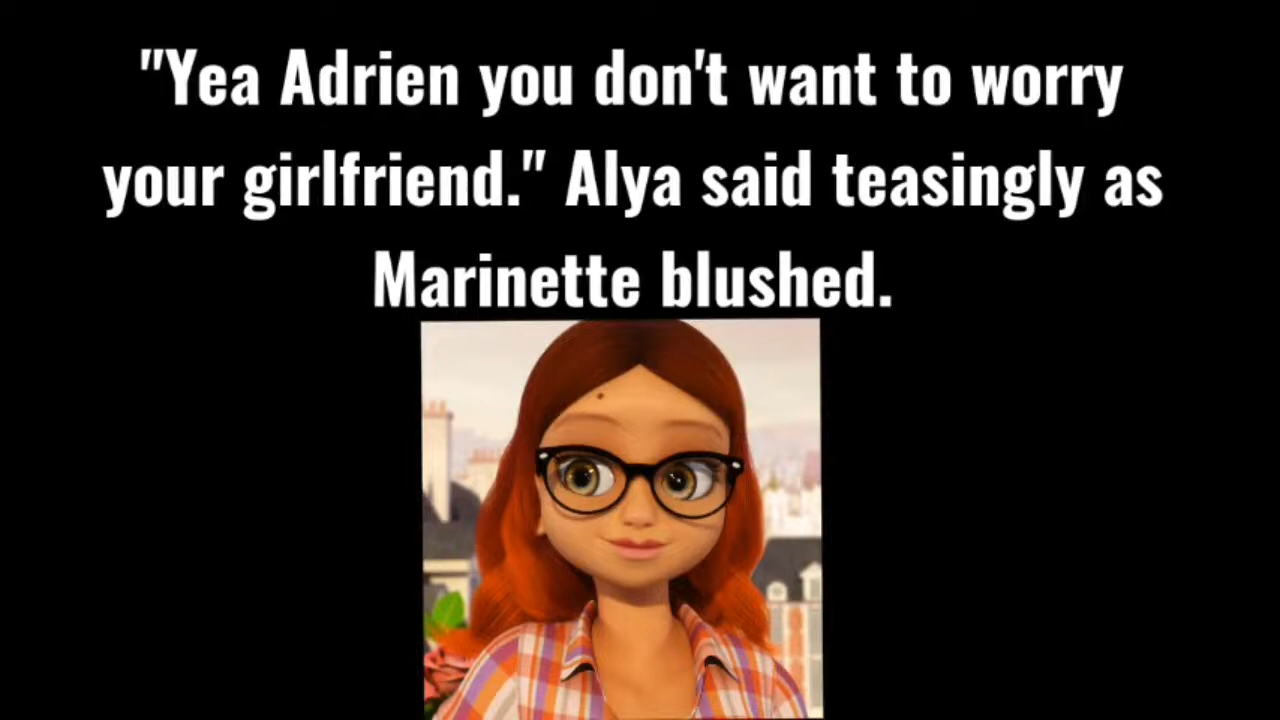 "Yea Adrien you don't want to worry
your girlfriend." Alya said teasingly as
Marinette blushed.